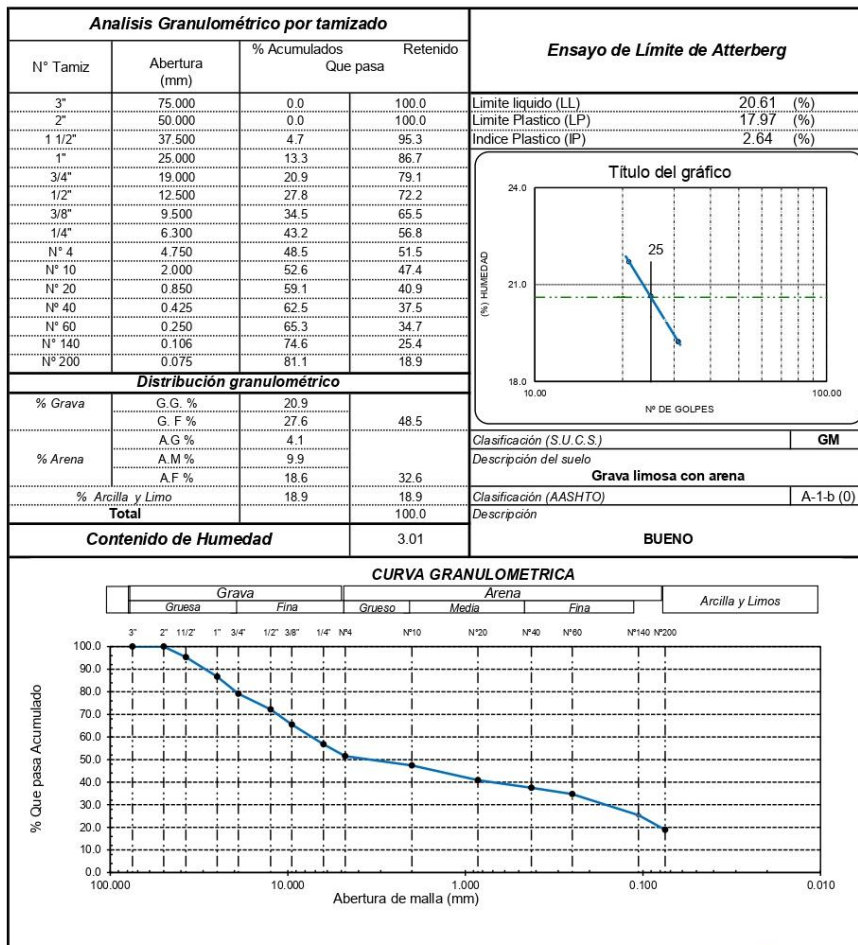 Analisis Granulométrico por tamizado
N° Tamiz Abertura (mm) % Acumulados Retenido Que pasa
3" 75.000 0.0 100.0
2" 50.000 0.0 100.0
1 1/2" 37.500 4.7 95.3
1" 25.000 13.3 86.7
3/4" 19.000 20.9 79.1
1/2" 12.500 27.8 72.2
3/8" 9.500 34.5 65.5
1/4" 6.300 43.2 56.8
N° 4 4.750 48.5 51.5
N° 10 2.000 52.6 47.4
N° 20 0.850 59.1 40.9
N° 40 0.425 62.5 37.5
N° 60 0.250 65.3 34.7
N° 140 0.106 74.6 25.4
Nº 200 0.075 81.1 18.9
Distribución granulométrico
% Grava G.G. % 20.9
G. F % 27.6 48.5
A.G % 4.1
% Arena A.M % 9.9
A.F % 18.6 32.6
% Arcilla y Limo 18.9 18.9
Total 100.0
Contenido de Humedad 3.01
Ensayo de Límite de Atterberg
Limite liquido (LL) 20.61 (%)
Limite Plastico (LP) 17.97 (%)
Indice Plastico (IP) 2.64 (%)
Título del gráfico
24.0
25
21.0
(%) HUMEDAD
18.0
10.00 100.00
Nº DE GOLPES
Clasificación (S.U.C.S.) GM
Descripción del suelo
Grava limosa con arena
Clasificación (AASHTO) A-1-b (0)
Descripción
BUENO
CURVA GRANULOMETRICA
Grava Arena Arcilla y Limos
Gruesa Fina Grueso Media Fina
3" 2" 11/2' 1" 3/4" 1/2" 3/8" 1/4" Nº4 Nº10 Nº20 Nº40 Nº60 Nº140 Nº200
100.0
90.0
80.0
70.0
60.0
50.0
40.0
30.0
20.0
10.0
0.0
% Que pasa Acumulado
100.000 10.000 1.000 0.100 0.010
Abertura de malla (mm)